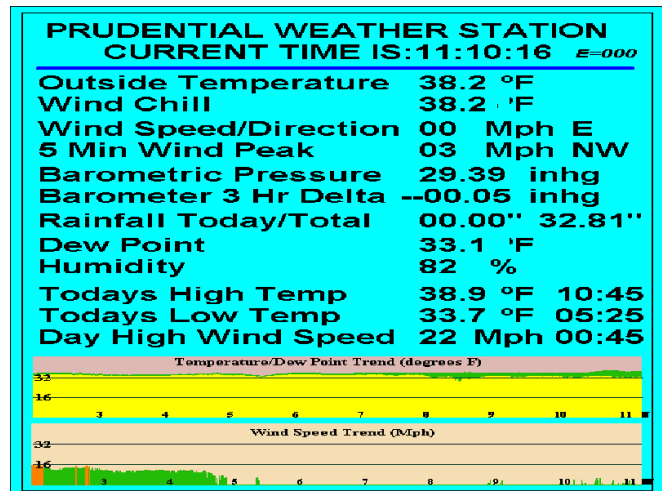 PRUDENTIAL WEATHER STATION
CURRENT TIME IS:11:10:16 E=000
Outside Temperature 38.2 ºF
Wind Chill 38.2 'F
Wind Speed/Direction 00 Mph E
5 Min Wind Peak 03 Mph NW
Barometric Pressure 29.39 inhg
Barometer 3 Hr Delta --00.05 inhg
Rainfall Today/Total 00.00" 32.81"
Dew Point 33.1 'F
Humidity 82 %
Todays High Temp 38.9 ºF 10:45
Todays Low Temp 33.7 ºF 05:25
Day High Wind Speed 22 Mph 00:45
Temperature/Dew Point Trend (degrees F)
32
16
3 4 5 6 7 8 9 10 11
Wind Speed Trend (Mph)
32
16
3 4 5 6 7 8 9 10 11